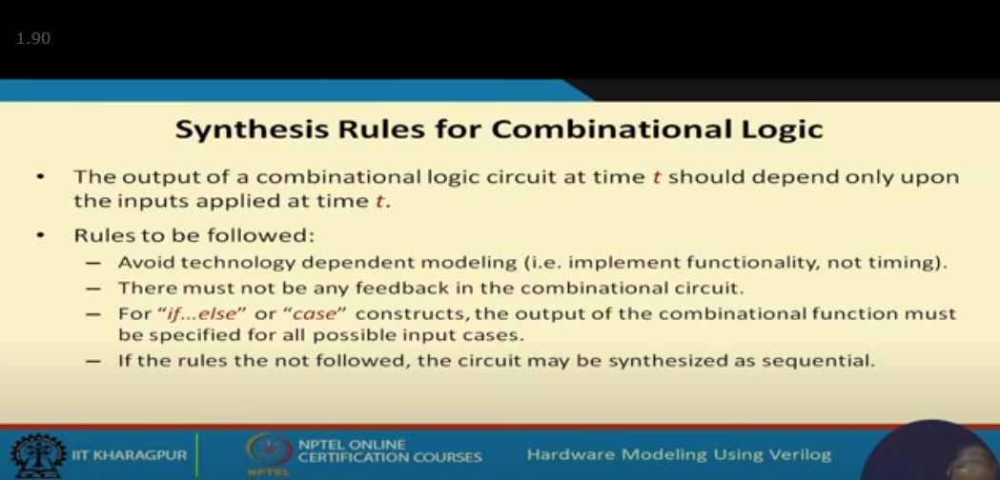 1.90
Synthesis Rules for Combinational Logic
• The output of a combinational logic circuit at time t should depend only upon
the inputs applied at time t.
• Rules to be followed:
– Avoid technology dependent modeling (i.e. implement functionality, not timing).
– There must not be any feedback in the combinational circuit.
– For “if...else” or “case” constructs, the output of the combinational function must
be specified for all possible input cases.
– If the rules the not followed, the circuit may be synthesized as sequential.
IIT KHARAGPUR
NPTEL
NPTEL ONLINE
CERTIFICATION COURSES
Hardware Modeling Using Verilog